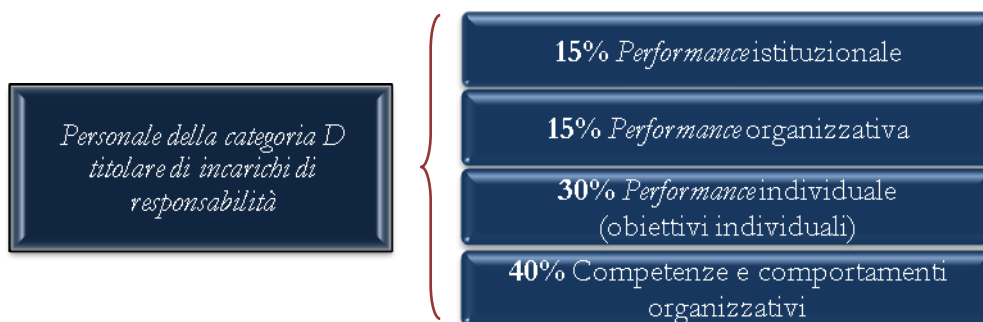 Personale della categoria D
titolare di incarichi di
responsabilità
15% Performance istituzionale
15% Performance organizzativa
30% Performance individuale
(obiettivi individuali)
40% Competenze e comportamenti
organizzativi